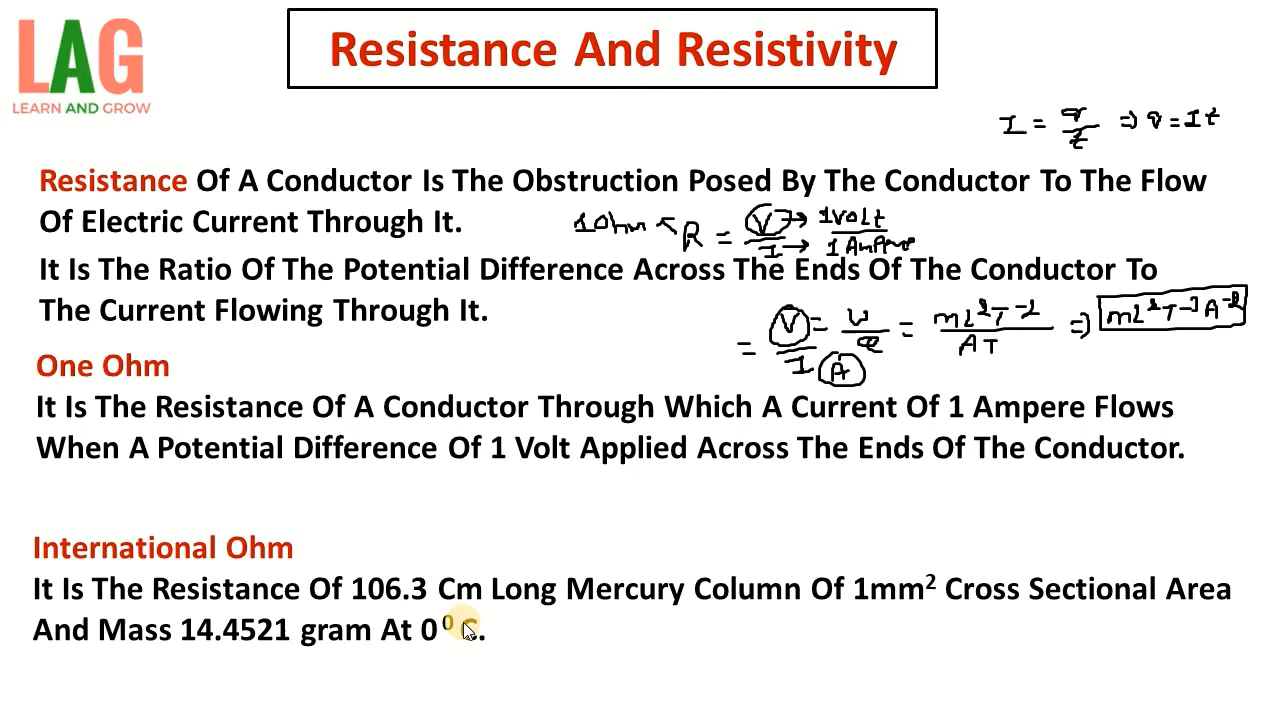 LAG
LEARN AND GROW
Resistance And Resistivity
I = q/t ⇒ q = It
Resistance Of A Conductor Is The Obstruction Posed By The Conductor To The Flow
Of Electric Current Through It.
1 Ohm ↖ R = V/I → 1 Volt / → 1 Ampere
It Is The Ratio Of The Potential Difference Across The Ends Of The Conductor To
The Current Flowing Through It.
= V/I = /q = ML²T⁻²/AT ⇒ ML²T⁻³A⁻²
A
One Ohm
It Is The Resistance Of A Conductor Through Which A Current Of 1 Ampere Flows
When A Potential Difference Of 1 Volt Applied Across The Ends Of The Conductor.
International Ohm
It Is The Resistance Of 106.3 Cm Long Mercury Column Of 1mm² Cross Sectional Area
And Mass 14.4521 gram At 0⁰ C.